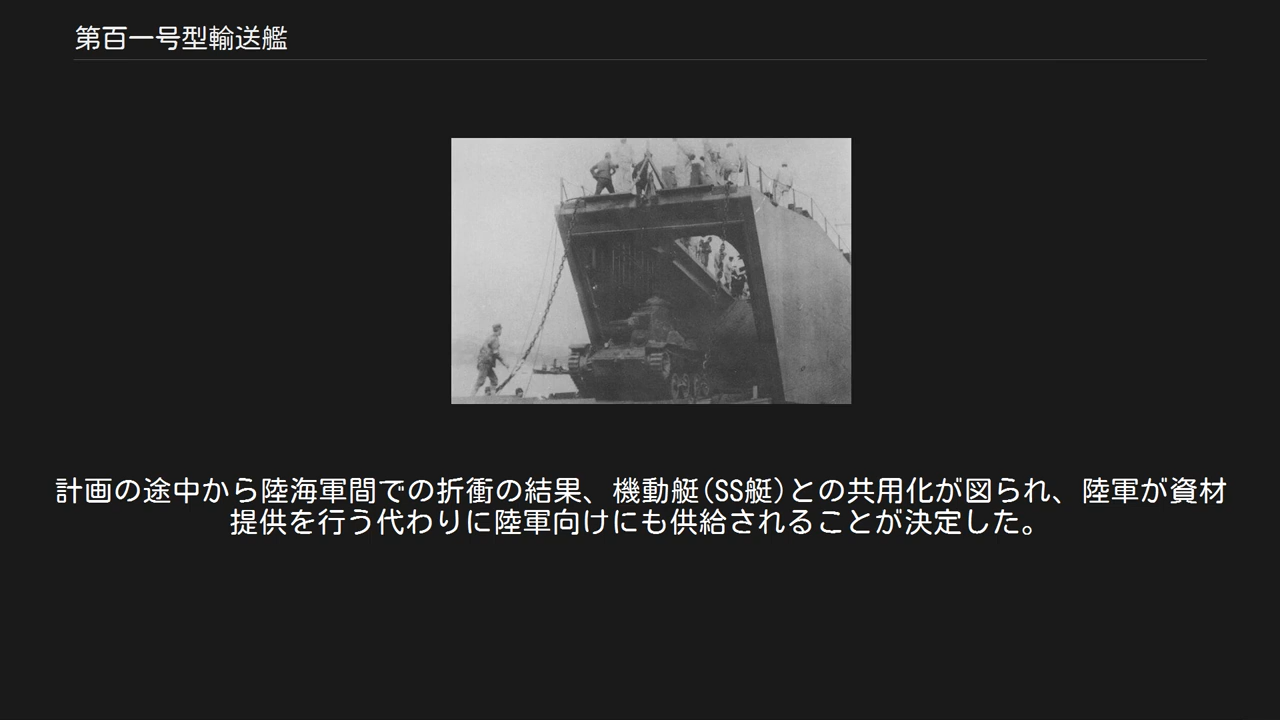 第百一号型輸送艦
計画の途中から陸海軍間での折衝の結果、機動艇(SS艇)との共用化が図られ、陸軍が資材
提供を行う代わりに陸軍向けにも供給されることが決定した。